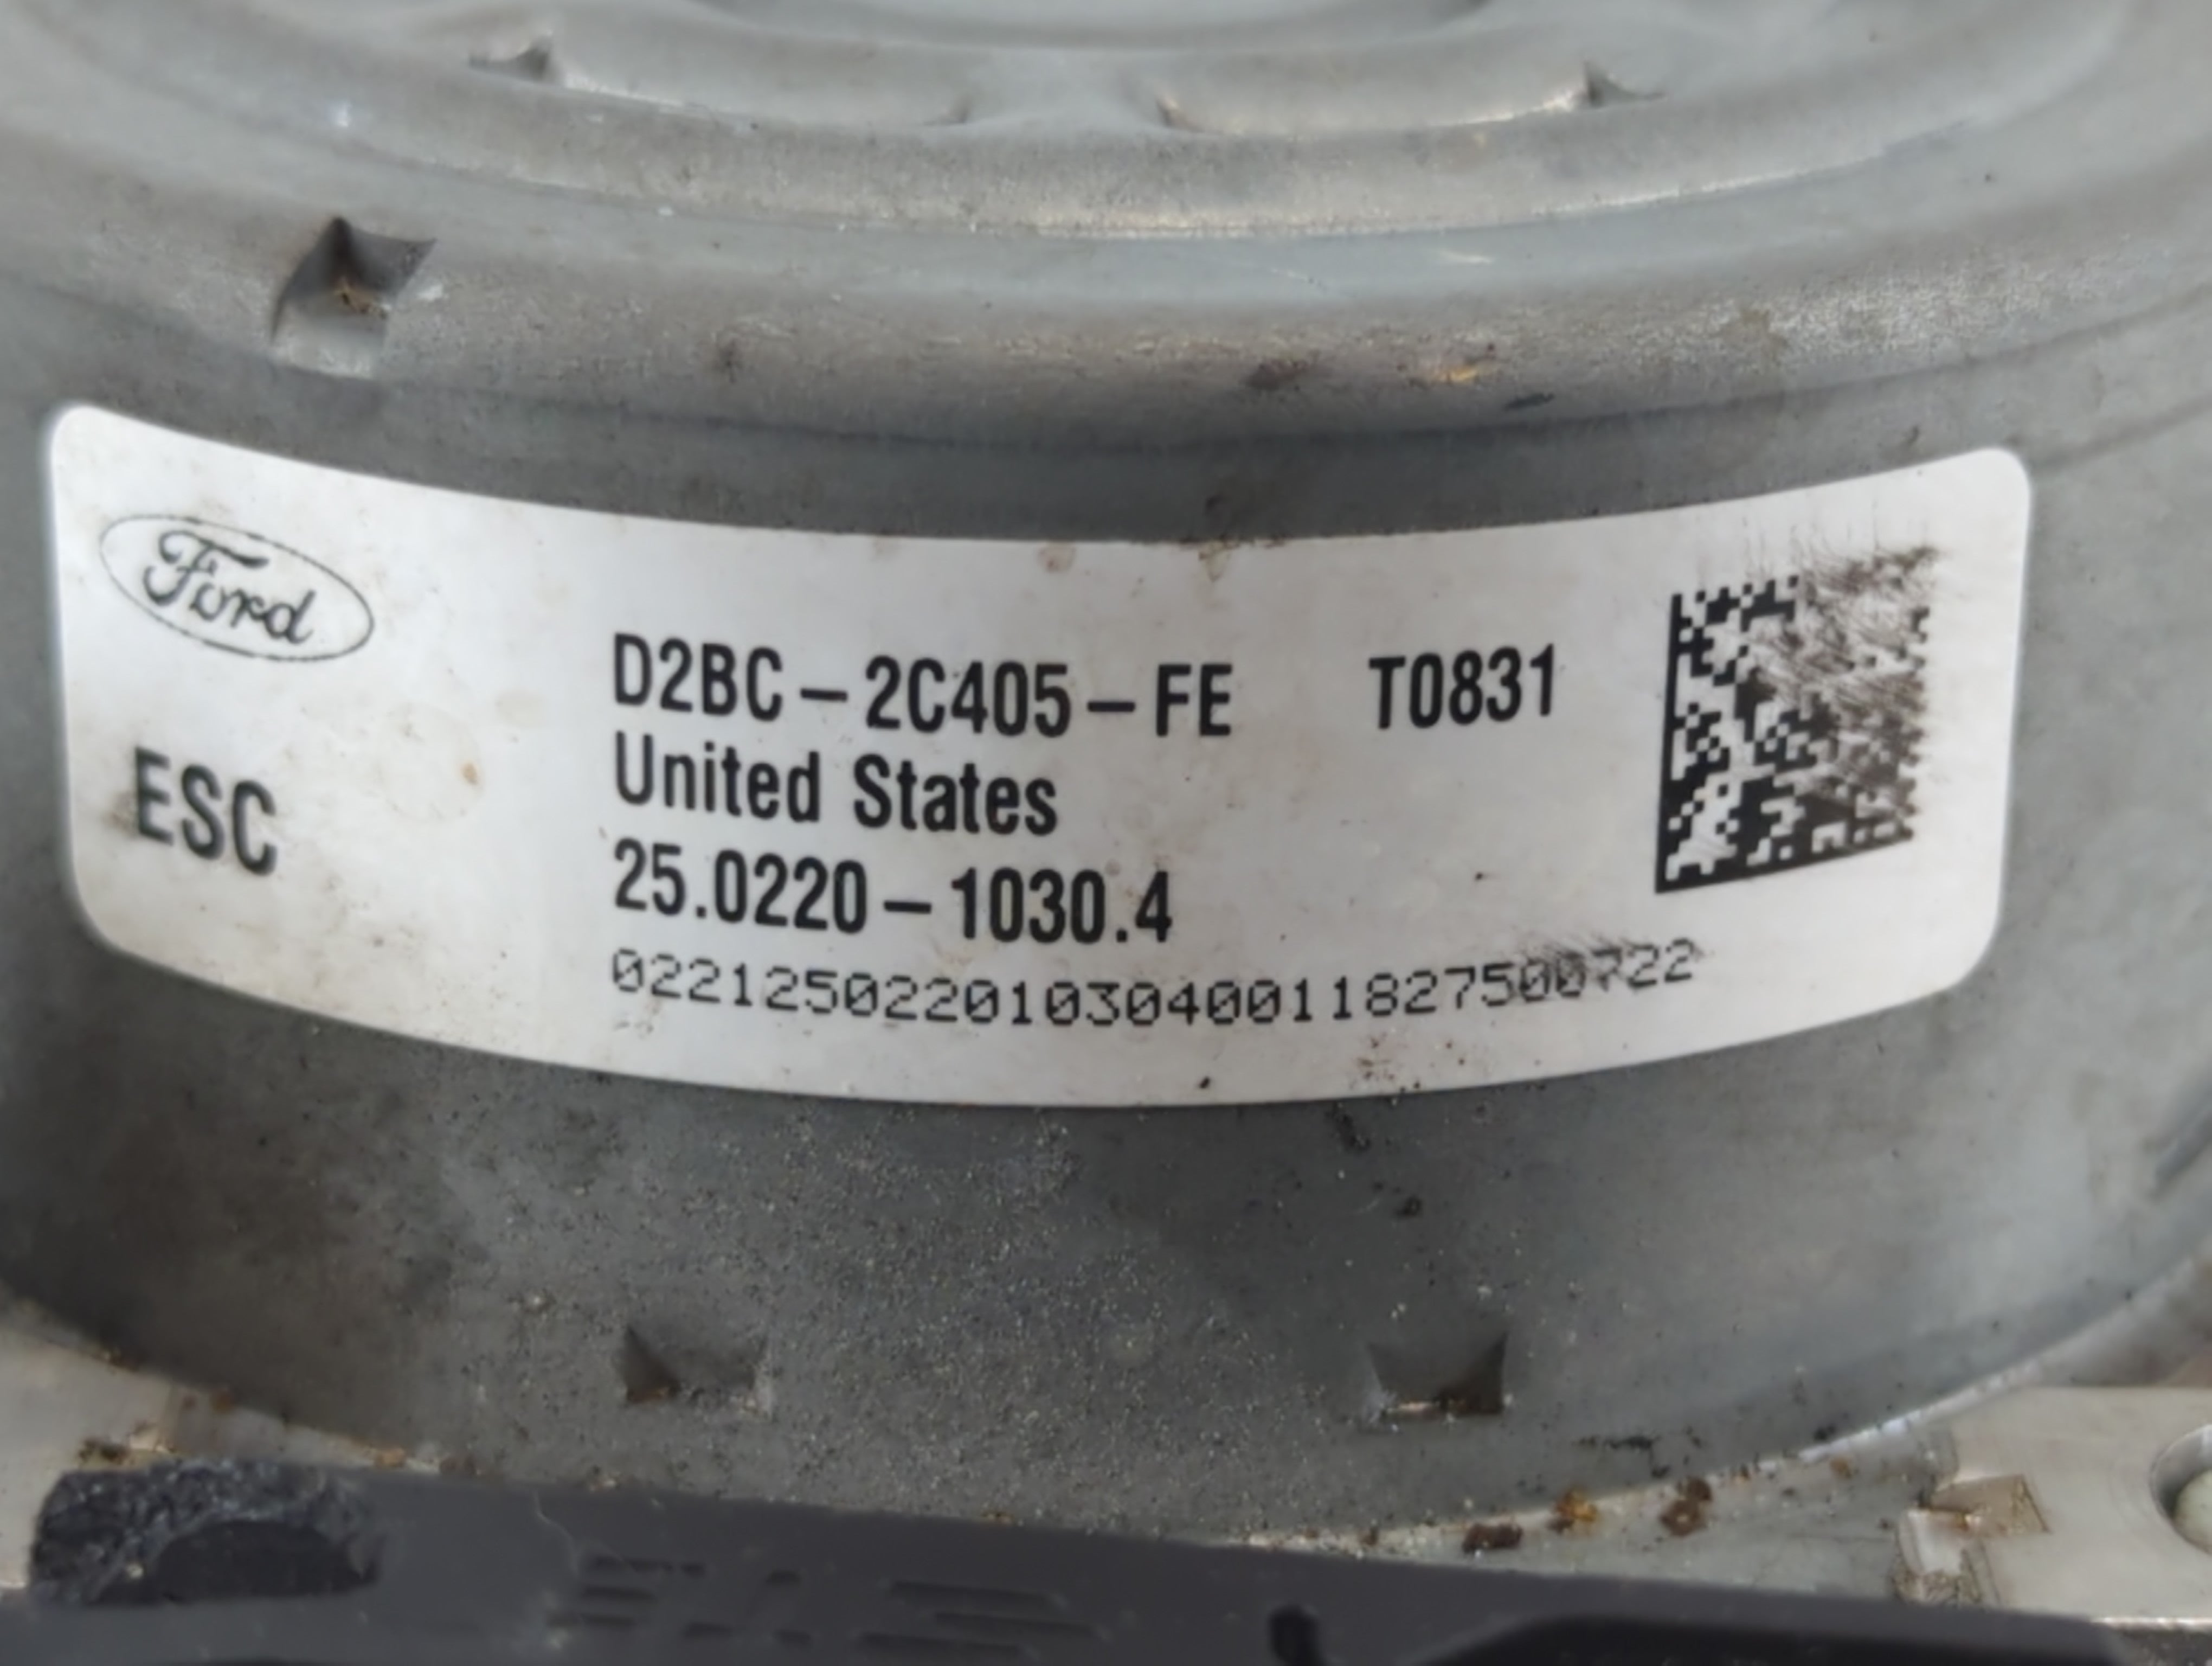 Ford
D2BC-2C405-FE T0831
United States
ESC
25.0220-1030.4
0221250220103040011827500722